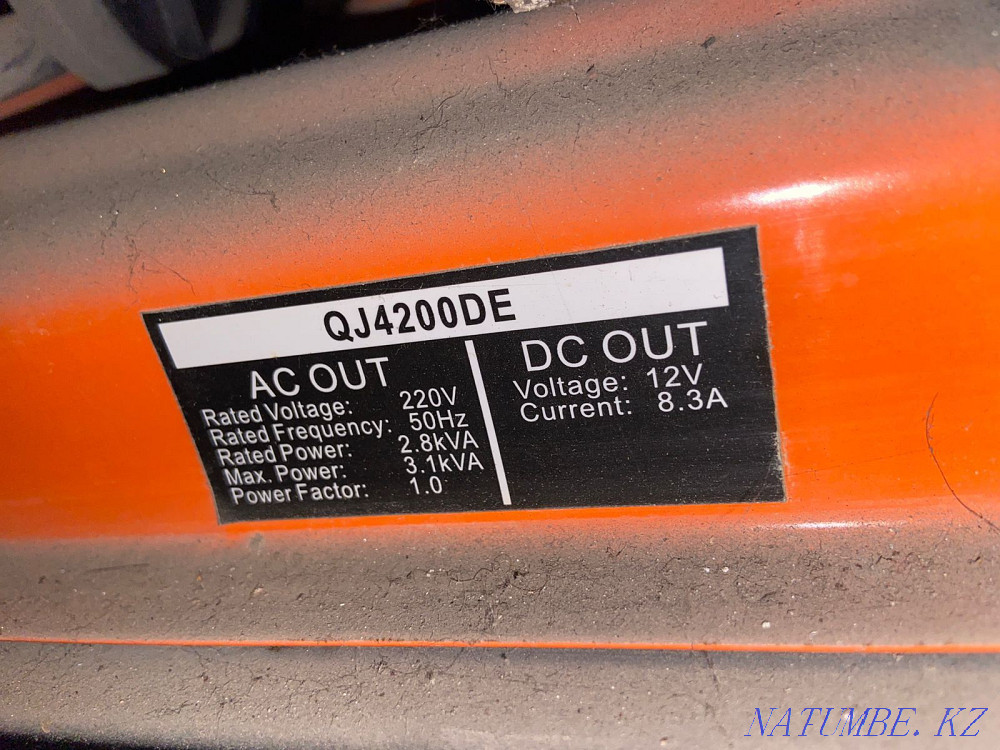 QJ4200DE
AC OUT
Rated Voltage: 220V
Rated Frequency: 50Hz
Rated Power: 2.8kVA
Max. Power: 3.1kVA
Power Factor: 1.0
DC OUT
Voltage: 12V
Current: 8.3A
NATUMBE. KZ